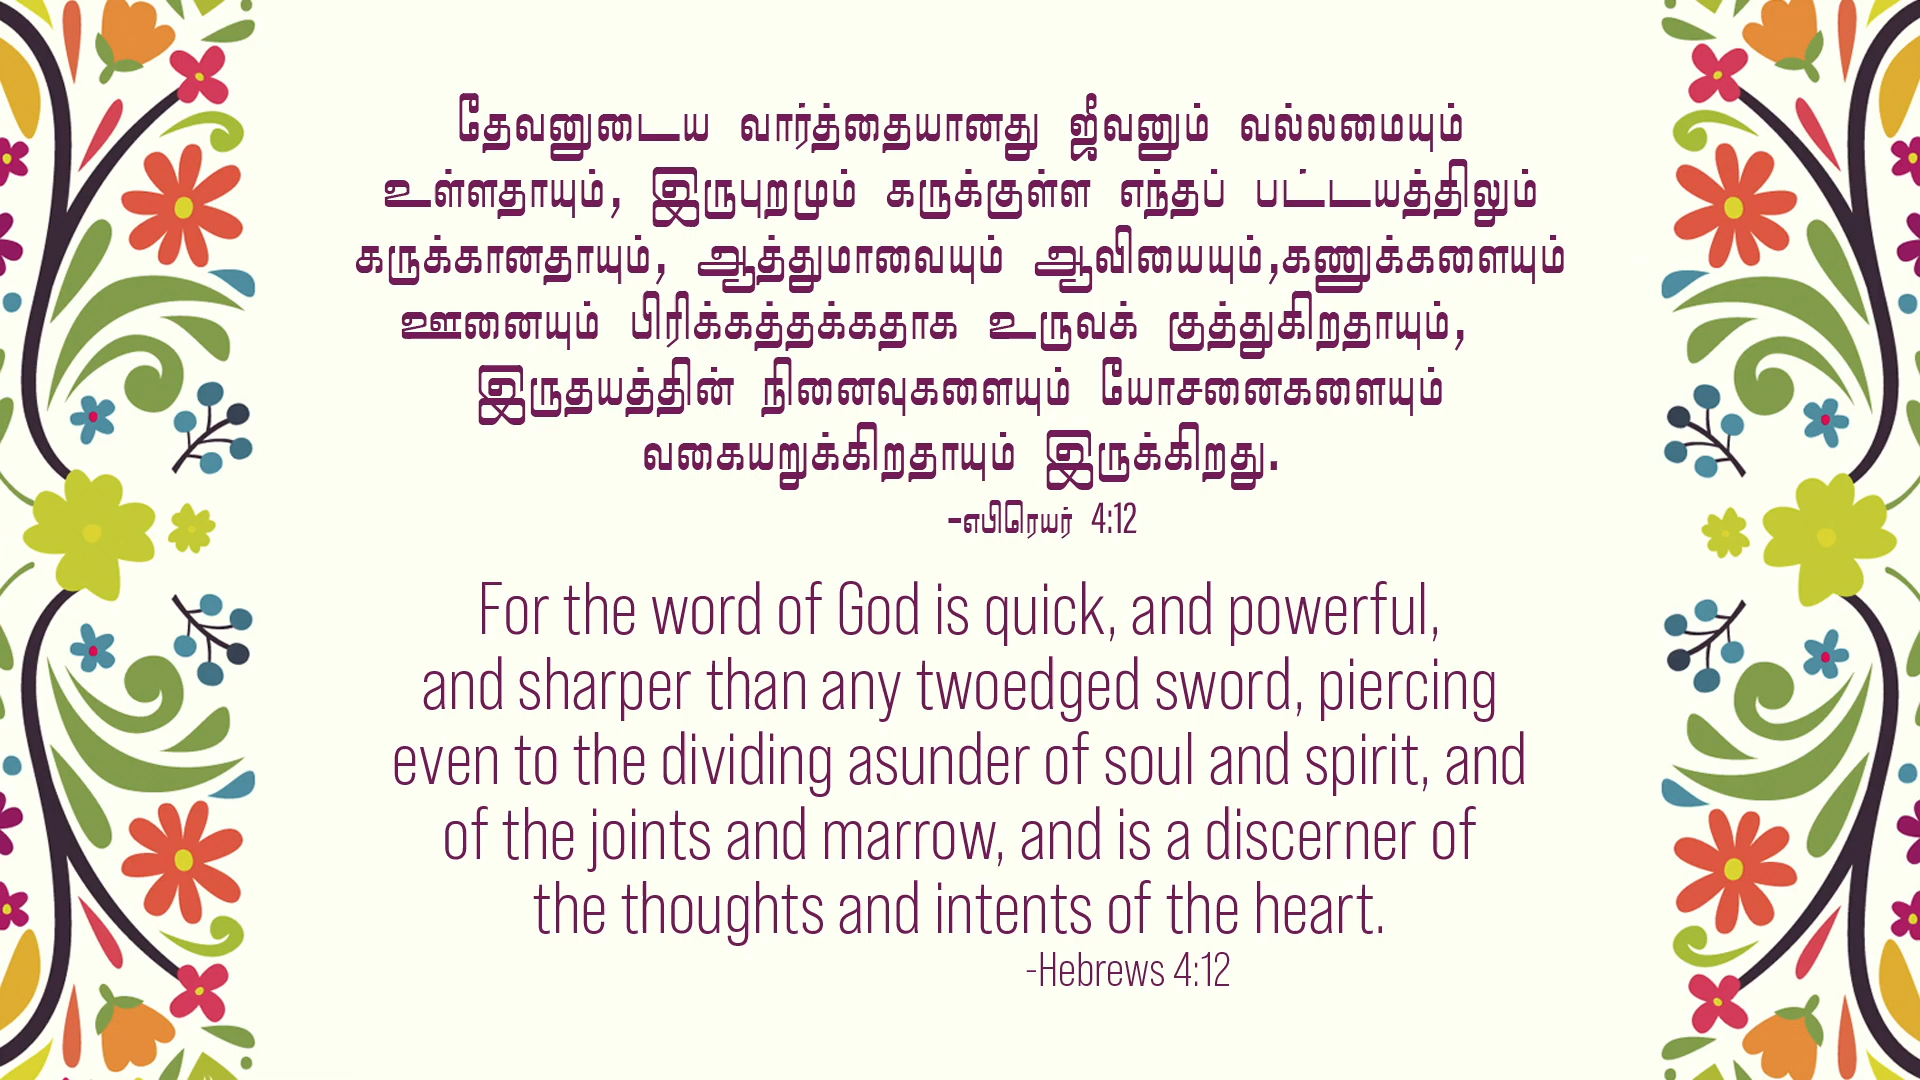 தேவனுடைய வார்த்தையானது ஜீவனும் வல்லமையும்
உள்ளதாயும், இருபுறமும் கருக்குள்ள எந்தப் பட்டயத்திலும்
கருக்கானதாயும், ஆத்துமாவையும் ஆவியையும்,கணுக்களையும்
ஊனையும் பிரிக்கத்தக்கதாக உருவக் குத்துகிறதாயும்,
இருதயத்தின் நினைவுகளையும் யோசனைகளையும்
வகையறுக்கிறதாயும் இருக்கிறது.
-எபிரெயர் 4:12
For the word of God is quick, and powerful,
and sharper than any twoedged sword, piercing
even to the dividing asunder of soul and spirit, and
of the joints and marrow, and is a discerner of
the thoughts and intents of the heart.
-Hebrews 4:12